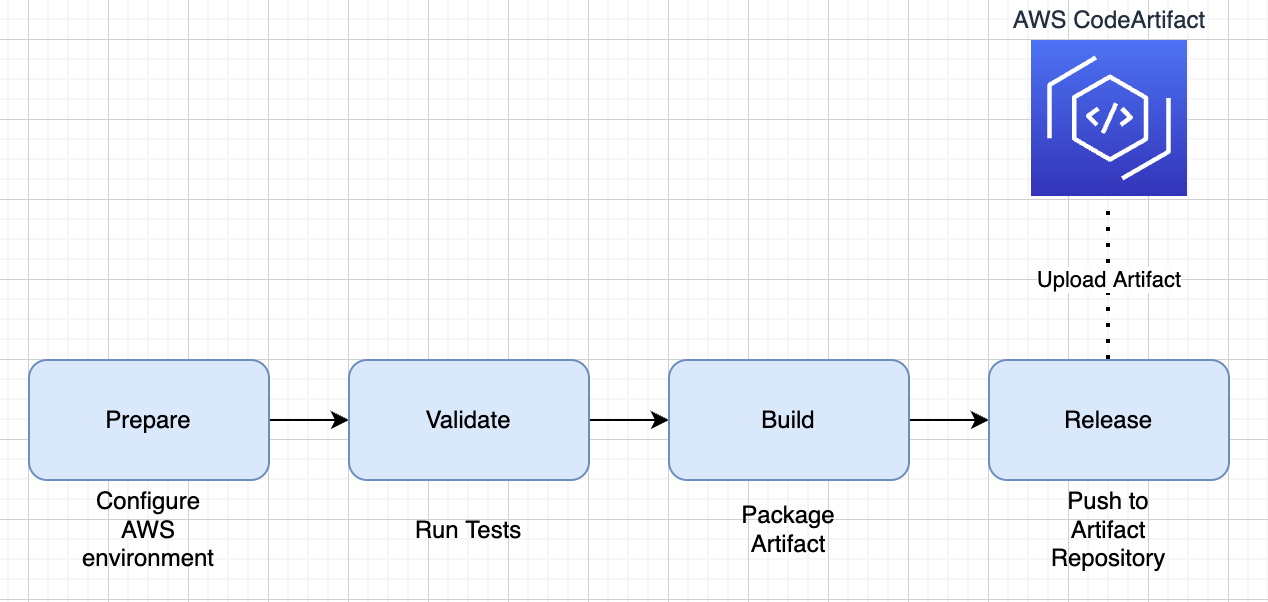 AWS CodeArtifact
</>
Upload Artifact
Prepare
Validate
Build
Release
Configure
AWS
environment
Run Tests
Package
Artifact
Push to
Artifact
Repository